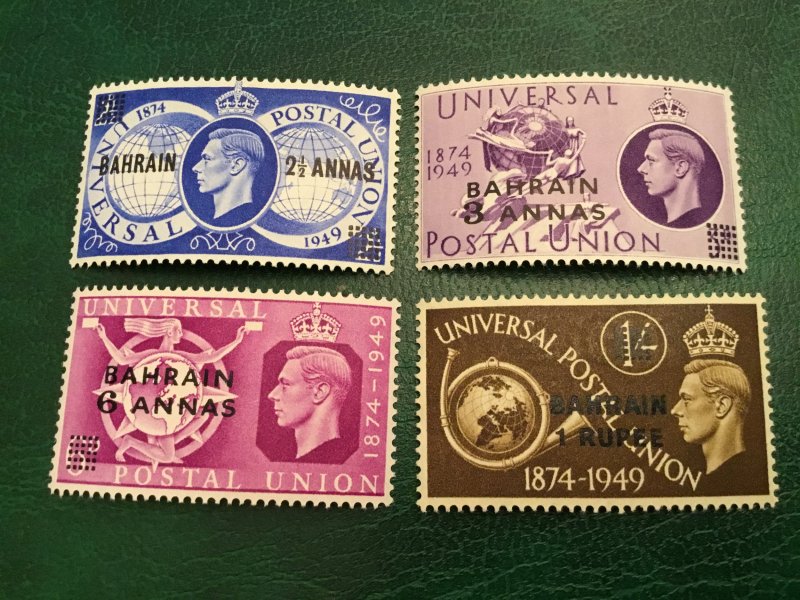 1874
POSTAL UNION
BAHRAIN
2½ ANNAS
UNIVERSAL
1949
UNIVERSAL
1874
1949
BAHRAIN
3 ANNAS
POSTAL UNION
UNIVERSAL
1874-1949
BAHRAIN
6 ANNAS
POSTAL UNION
UNIVERSAL POSTAL UNION
1/-
BAHRAIN
1 RUPEE
1874-1949